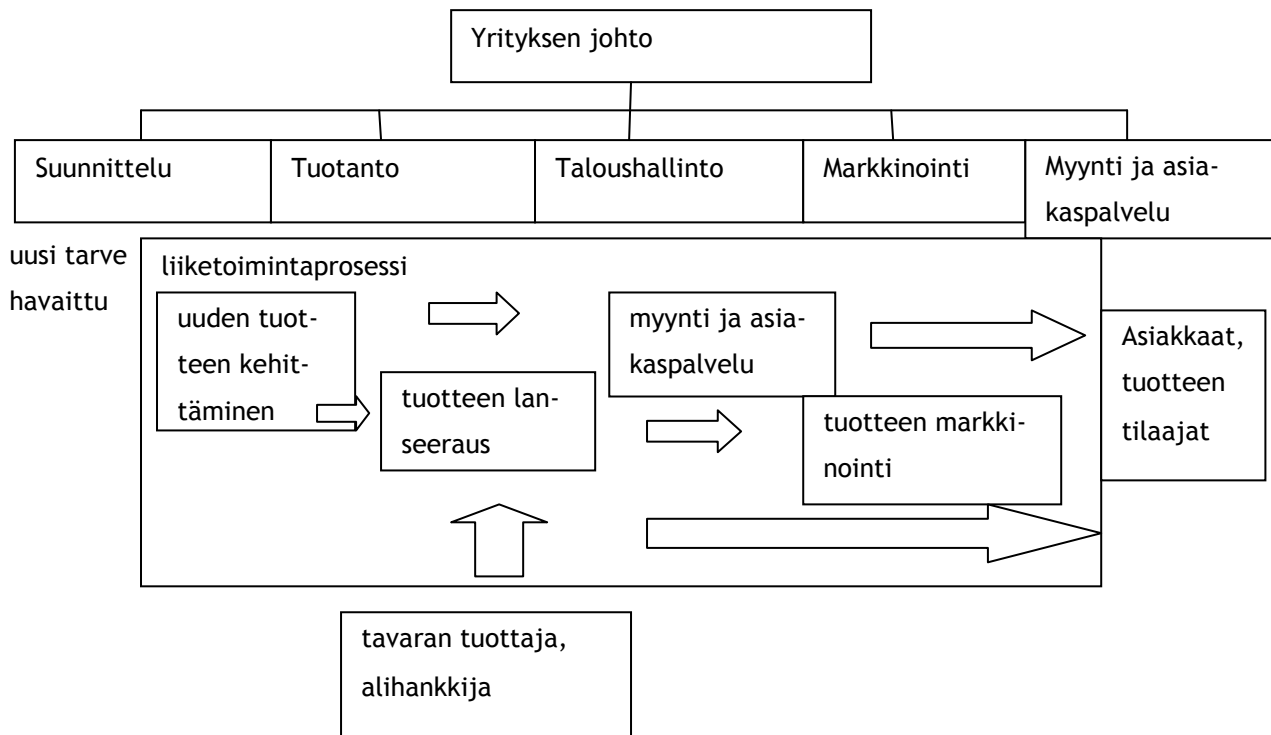 Yrityksen johto
Suunnittelu
Tuotanto
Taloushallinto
Markkinointi
Myynti ja asia-
kaspalvelu
uusi tarve
havaittu
liiketoimintaprosessi
uuden tuot-
teen kehit-
täminen
tuotteen lan-
seeraus
myynti ja asia-
kaspalvelu
tuotteen markki-
nointi
Asiakkaat,
tuotteen
tilaajat
tavaran tuottaja,
alihankkija